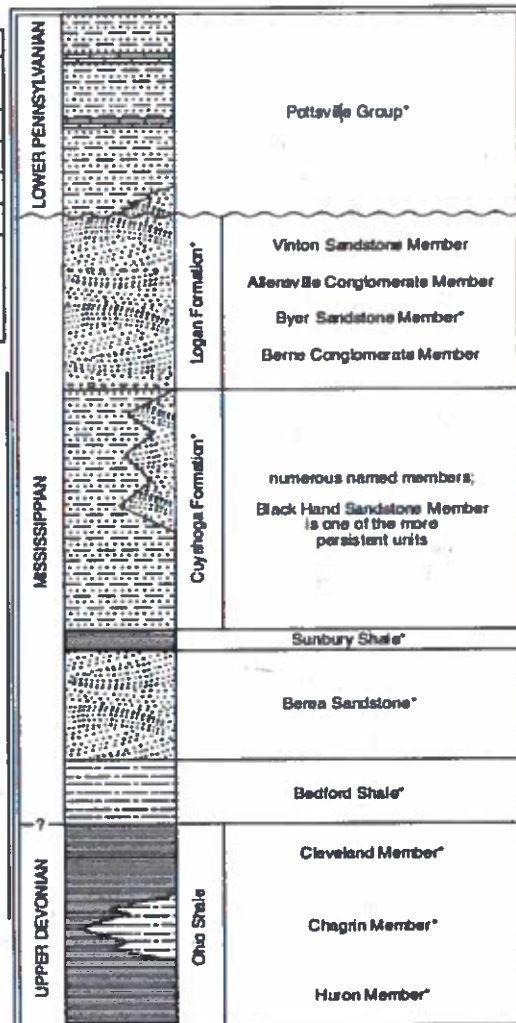 LOWER PENNSYLVANIAN
Pottsville Group*
MISSISSIPPIAN
Logan Formation*
Vinton Sandstone Member
Allensville Conglomerate Member
Byer Sandstone Member*
Berne Conglomerate Member
Cuyahoga Formation*
numerous named members;
Black Hand Sandstone Member
is one of the more
persistent units
Sunbury Shale*
Berea Sandstone*
Bedford Shale*
?
UPPER DEVONIAN
Ohio Shale
Cleveland Member*
Chagrin Member*
Huron Member*